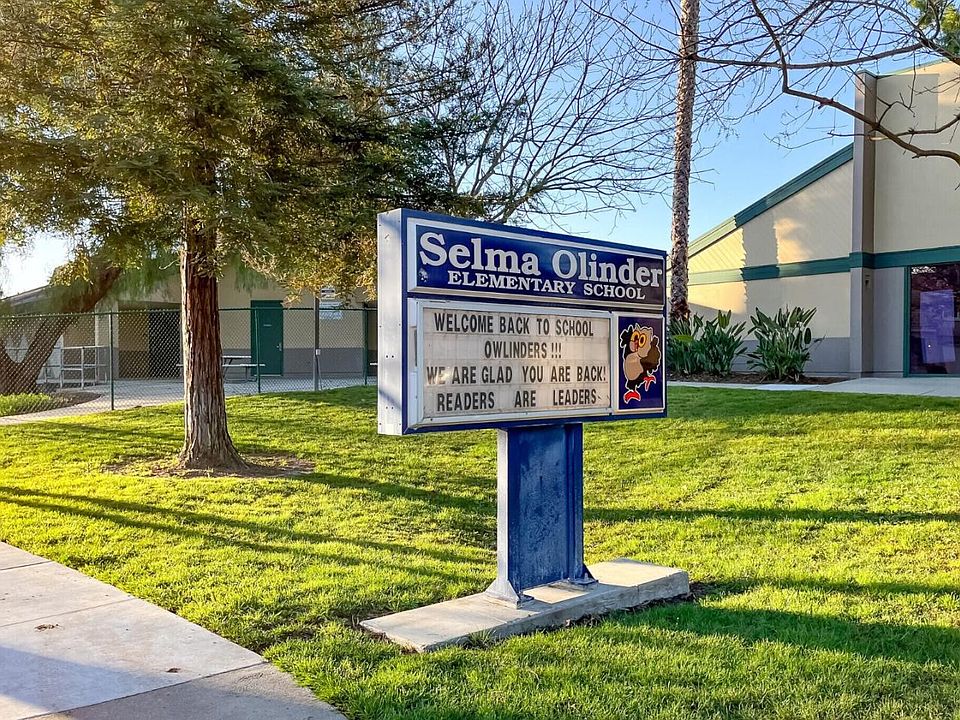 Selma Olinder
ELEMENTARY SCHOOL
WELCOME BACK TO SCHOOL
OWLINDERS !!!
WE ARE GLAD YOU ARE BACK!
READERS ARE LEADERS